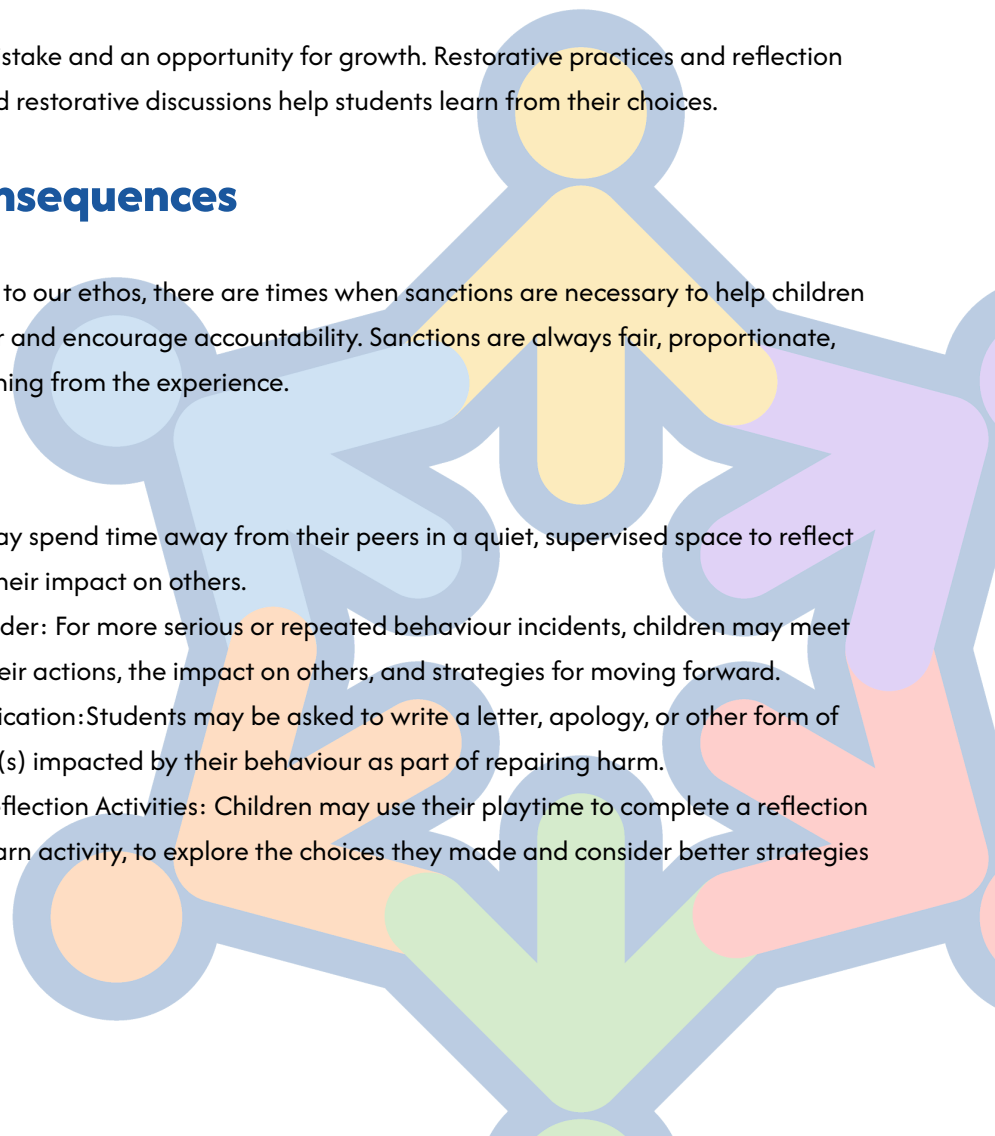 stake and an opportunity for growth. Restorative practices and reflection
d restorative discussions help students learn from their choices.
nsequences
to our ethos, there are times when sanctions are necessary to help children
r and encourage accountability. Sanctions are always fair, proportionate,
ning from the experience.
ay spend time away from their peers in a quiet, supervised space to reflect
heir impact on others.
der: For more serious or repeated behaviour incidents, children may meet
eir actions, the impact on others, and strategies for moving forward.
ication:Students may be asked to write a letter, apology, or other form of
(s) impacted by their behaviour as part of repairing harm.
eflection Activities: Children may use their playtime to complete a reflection
arn activity, to explore the choices they made and consider better strategies